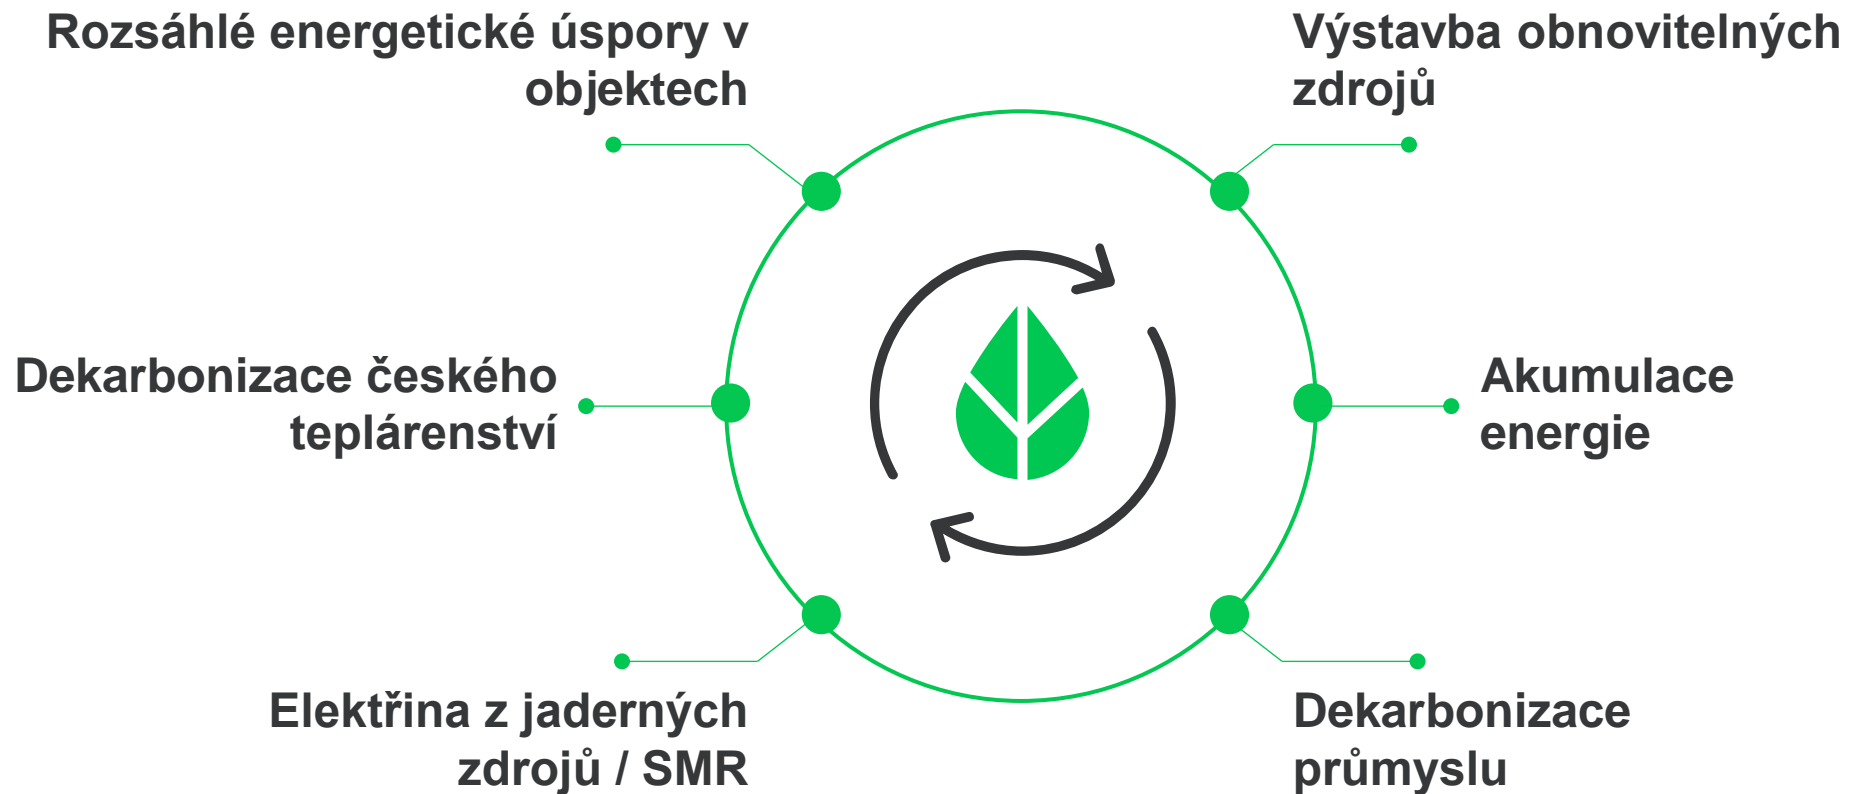 Rozsáhlé energetické úspory v
objektech
Výstavba obnovitelných
zdrojů
Dekarbonizace českého
teplárenství
Akumulace
energie
Elektřina z jaderných
zdrojů / SMR
Dekarbonizace
průmyslu